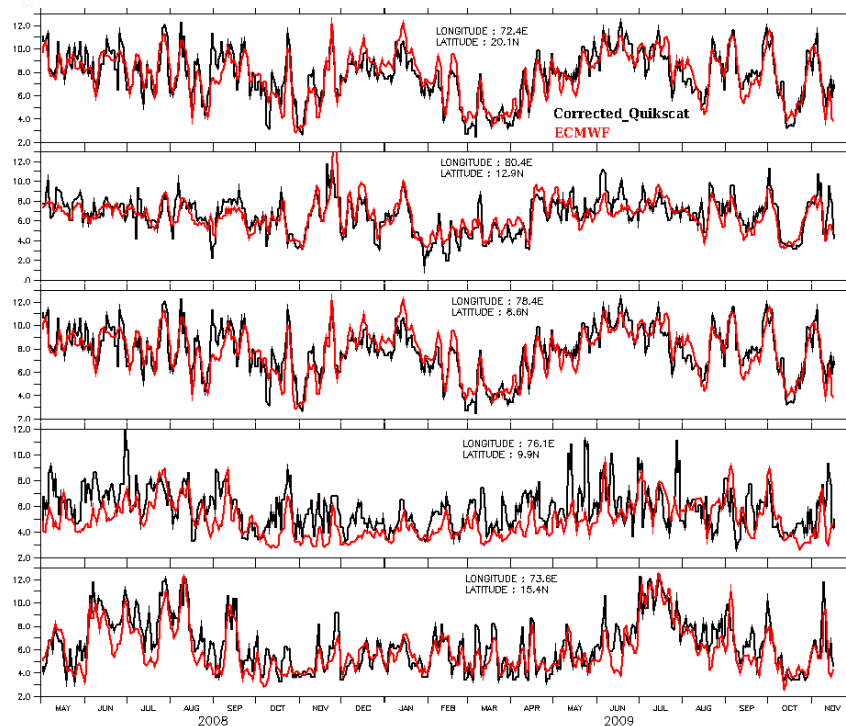 12.0
10.0
8.0
6.0
4.0
2.0
LONGITUDE : 72.4E
LATITUDE : 20.1N
Corrected_Quikscat
ECMWF
12.0
10.0
8.0
6.0
4.0
2.0
.0
LONGITUDE : 80.4E
LATITUDE : 12.9N
12.0
10.0
8.0
6.0
4.0
2.0
LONGITUDE : 78.4E
LATITUDE : 8.6N
12.0
10.0
8.0
6.0
4.0
2.0
LONGITUDE : 76.1E
LATITUDE : 9.9N
12.0
10.0
8.0
6.0
4.0
2.0
LONGITUDE : 73.6E
LATITUDE : 15.4N
MAY JUN JUL AUG SEP OCT NOV DEC JAN FEB MAR APR MAY JUN JUL AUG SEP OCT NOV
2008 2009